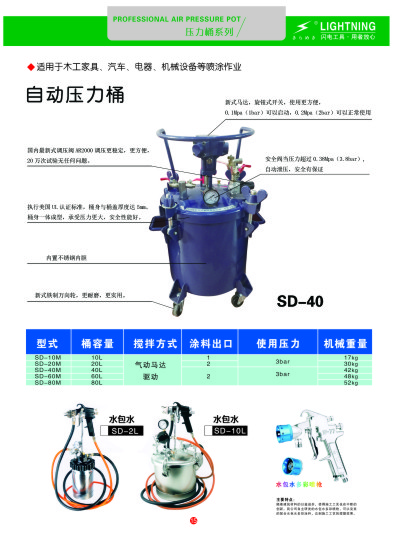 PROFESSIONAL AIR PRESSURE POT
压力桶系列
LIGHTNING
闪电工具·用着放心
◆适用于木工家具、汽车、电器、机械设备等喷涂作业
自动压力桶
新式马达，旋钮式开关，使用更方便，
0.1Mpa（1bar）可以启动，0.2Mpa（2bar）可以正常使用
国内最新式调压阀AR2000调压更稳定，更方便，
20万次试验无任何问题。
安全阀当压力超过0.38Mpa（3.8bar），
自动泄压，安全有保证
执行美国UL认证标准，桶身与桶盖厚度达5mm，
桶身一体成型，承受压力更大，安全性能好。
内置不锈钢内胆
新式铁制万向轮，更耐磨，更实用。
SD-40
型式 桶容量 搅拌方式 涂料出口 使用压力 机械重量
SD-10M 10L 1 17kg
SD-20M 20L 气动马达 2 3bar 30kg
SD-40M 40L 42kg
SD-60M 60L 驱动 2 3bar 48kg
SD-80M 80L 52kg
水包水
SD-2L
水包水
SD-10L
水包水
主要特点：
15